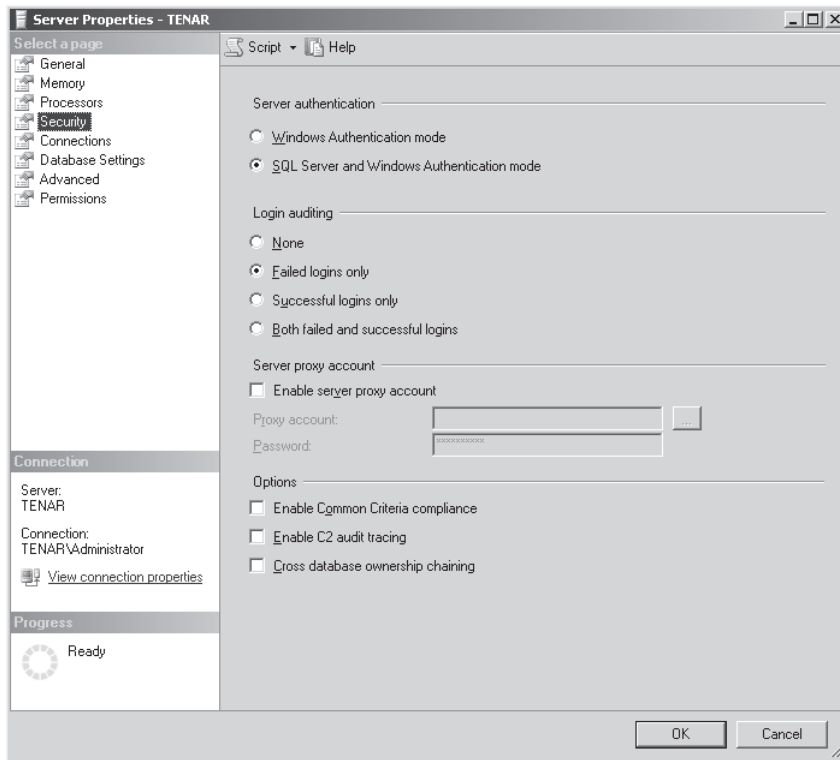 Server Properties - TENAR
Select a page
General
Memory
Processors
Security
Connections
Database Settings
Advanced
Permissions
Connection
Server:
TENAR
Connection:
TENAR\Administrator
View connection properties
Progress
Ready
Script
Help
Server authentication
Windows Authentication mode
SQL Server and Windows Authentication mode
Login auditing
None
Failed logins only
Successful logins only
Both failed and successful logins
Server proxy account
Enable server proxy account
Proxy account:
...
Password:
**********
Options
Enable Common Criteria compliance
Enable C2 audit tracing
Cross database ownership chaining
OK
Cancel